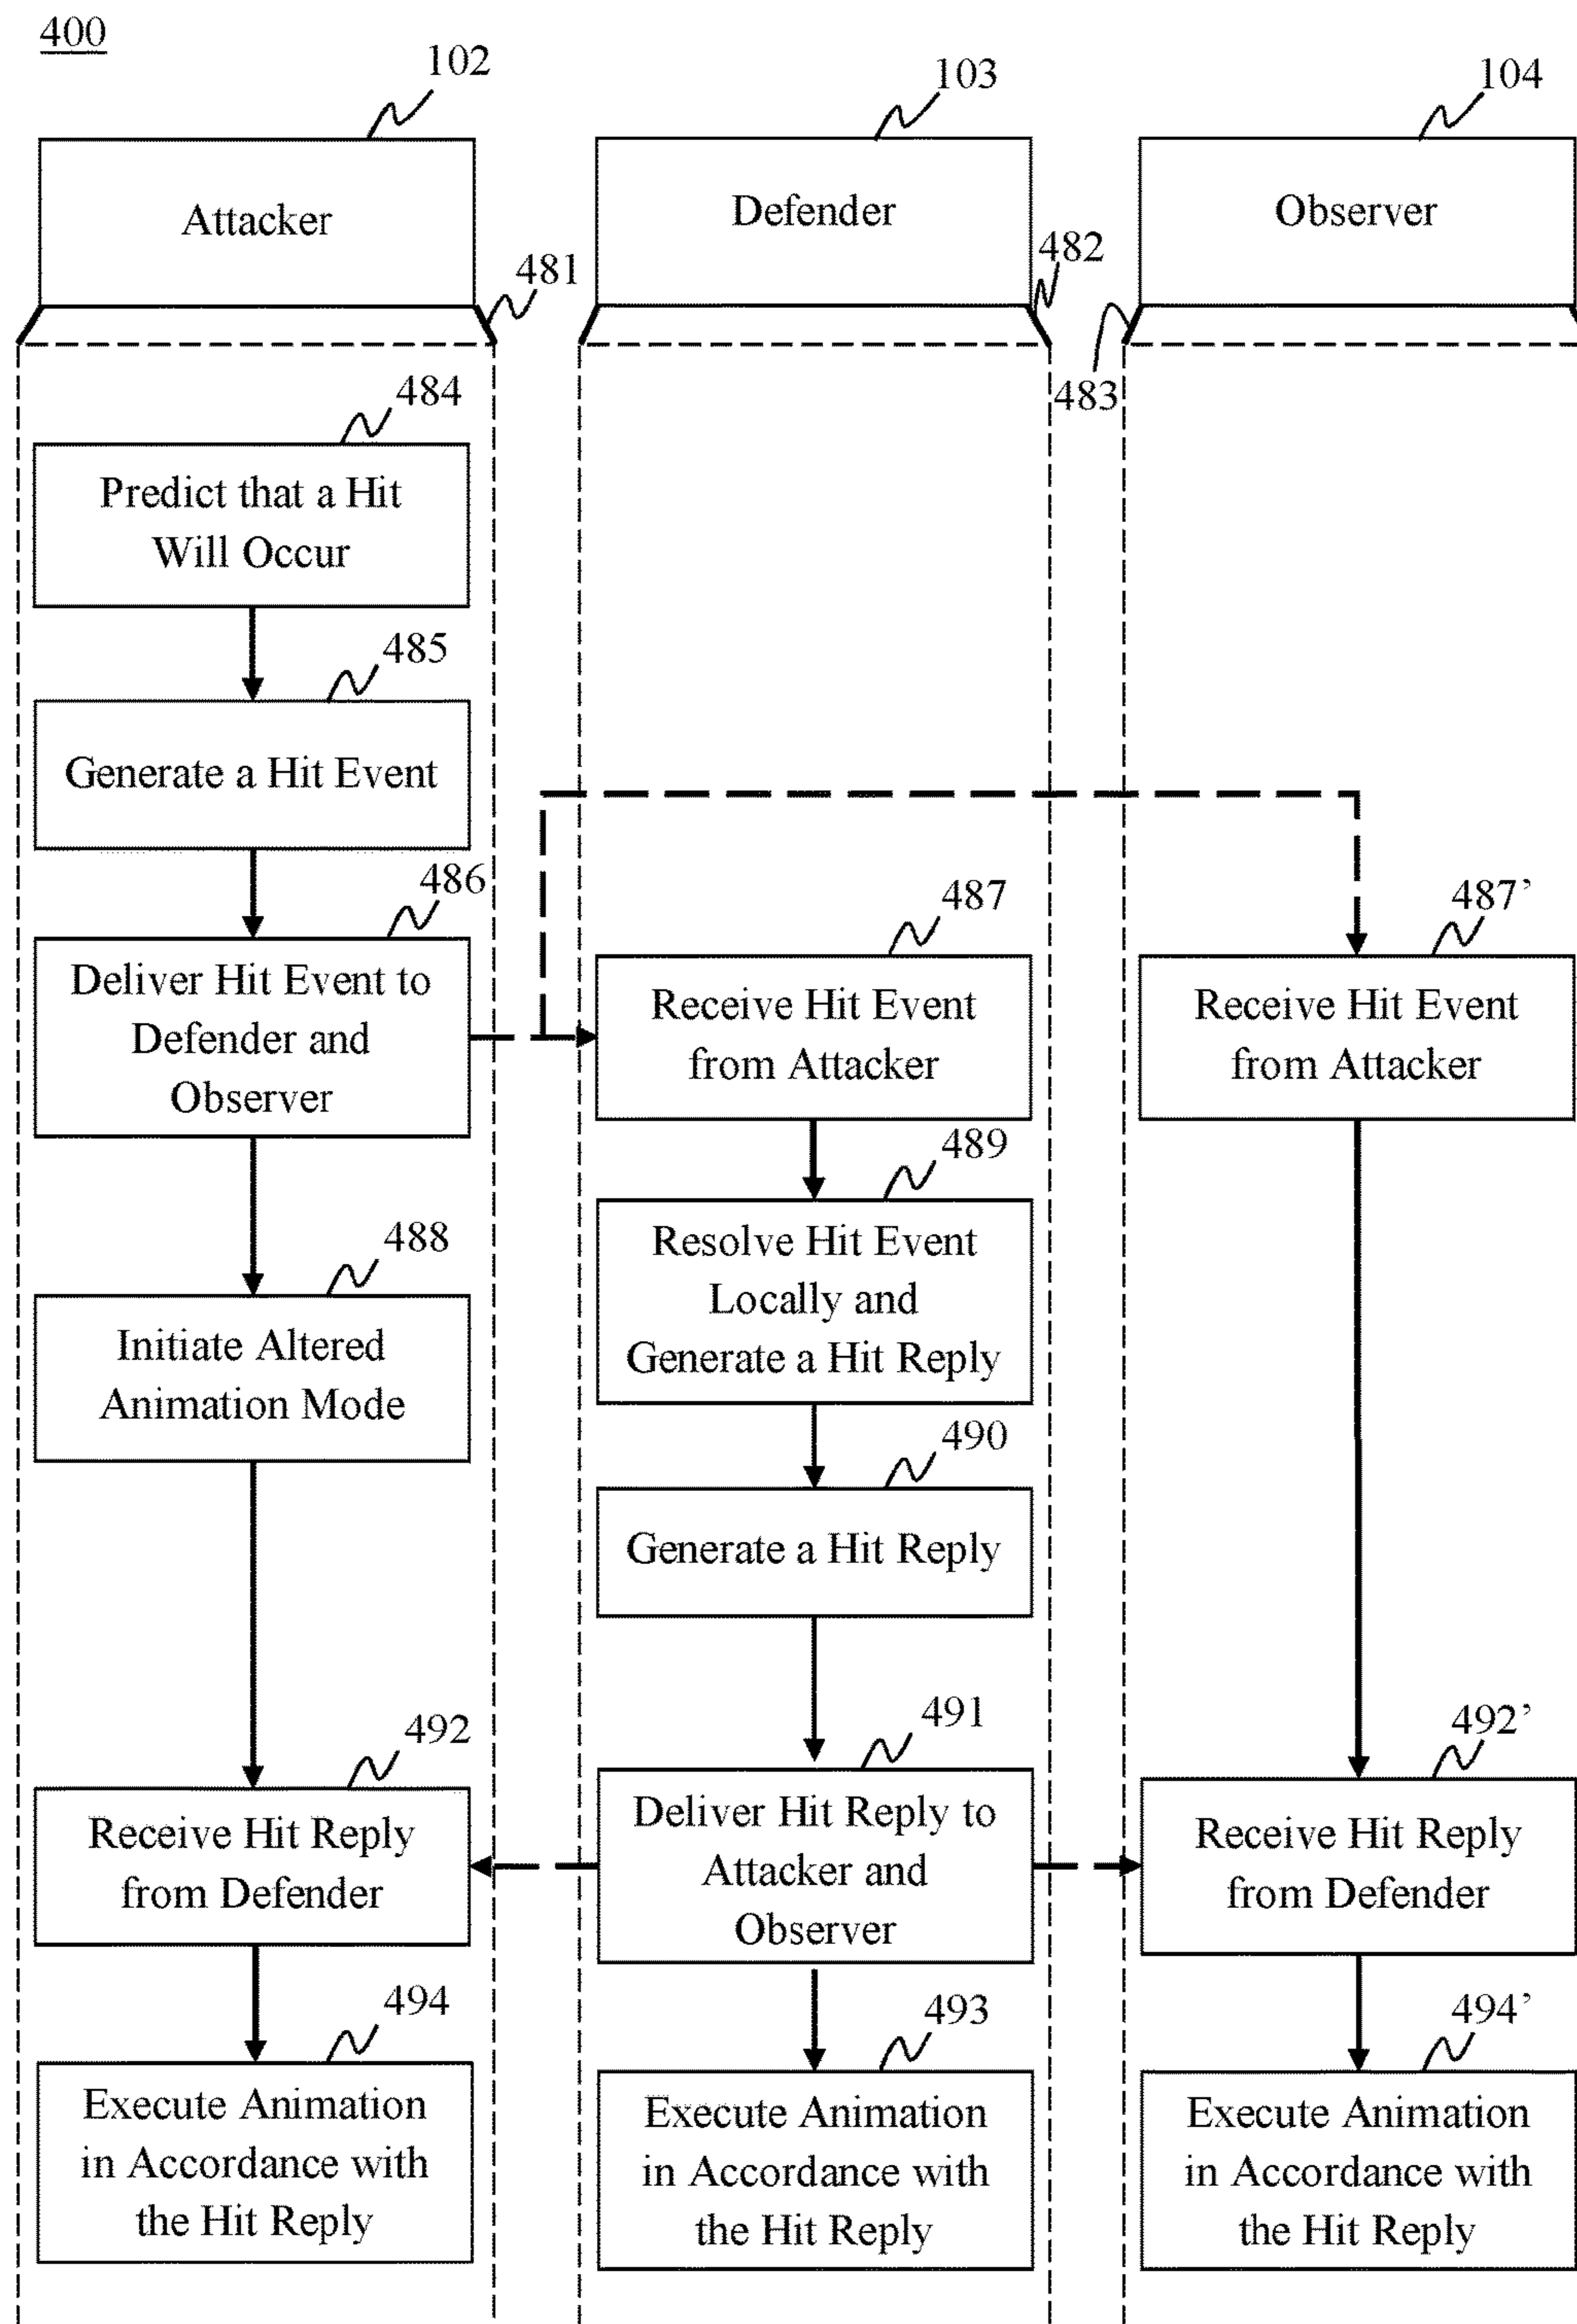 400
102
103
104
Attacker
Defender
Observer
481
482
483
484
Predict that a Hit
Will Occur
485
Generate a Hit Event
486
Deliver Hit Event to
Defender and
Observer
487
Receive Hit Event
from Attacker
487’
Receive Hit Event
from Attacker
489
Resolve Hit Event
Locally and
Generate a Hit Reply
488
Initiate Altered
Animation Mode
490
Generate a Hit Reply
491
Deliver Hit Reply to
Attacker and
Observer
492
Receive Hit Reply
from Defender
492’
Receive Hit Reply
from Defender
494
Execute Animation
in Accordance with
the Hit Reply
493
Execute Animation
in Accordance with
the Hit Reply
494’
Execute Animation
in Accordance with
the Hit Reply